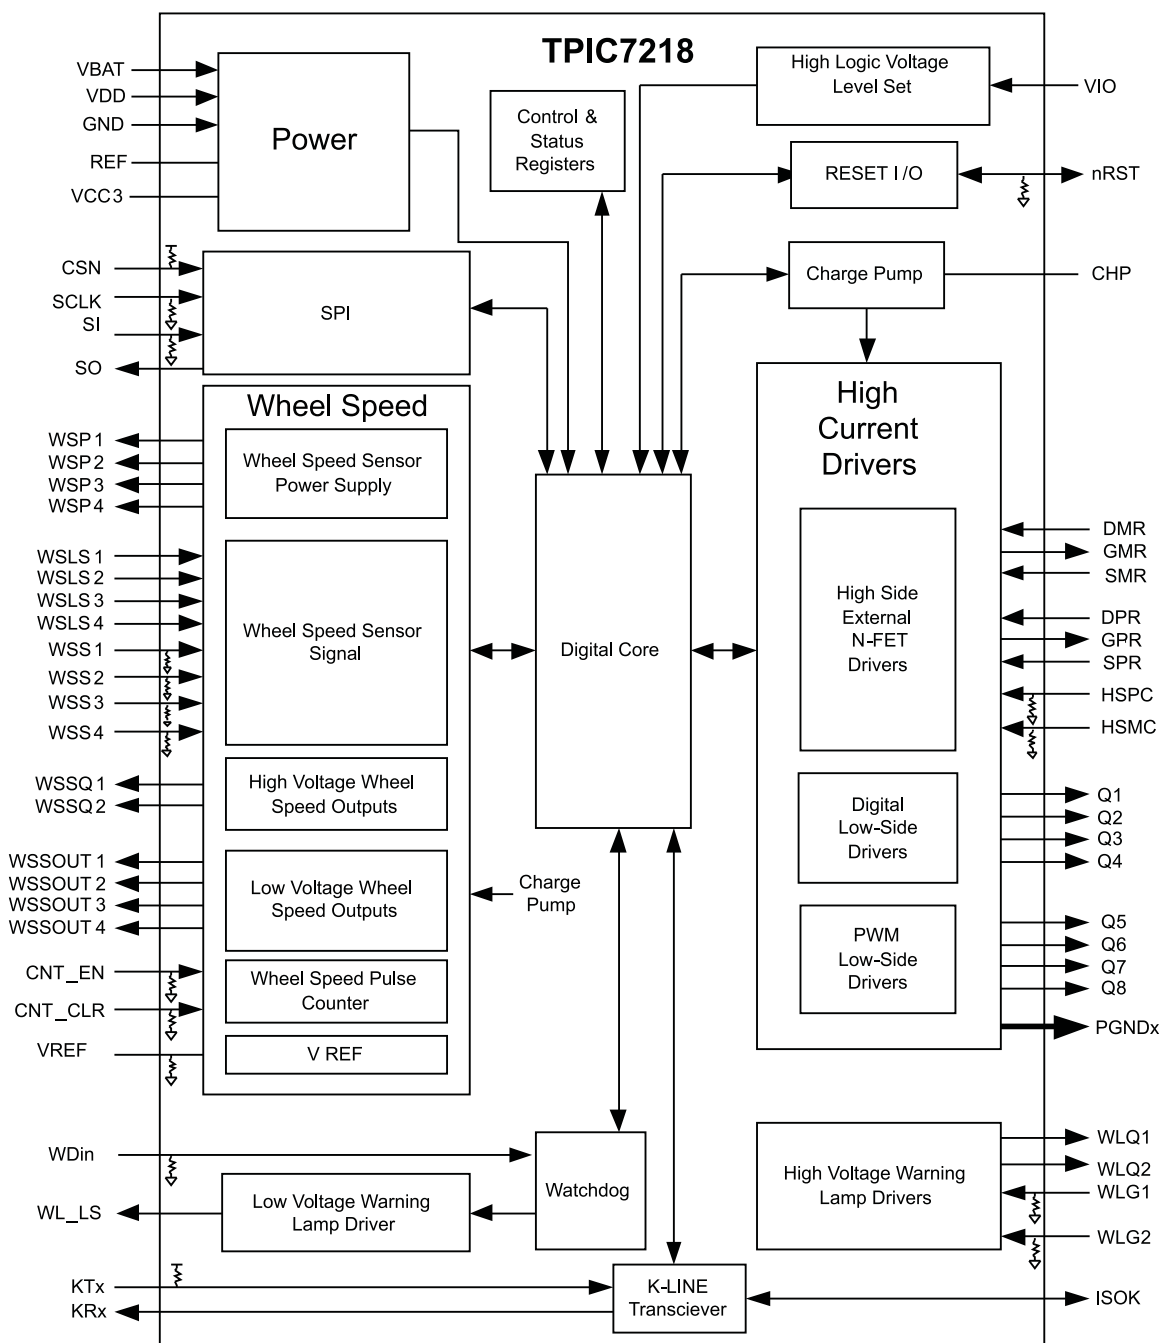 TPIC7218
VBAT
VDD
GND
REF
VCC3
Power
Control &
Status
Registers
High Logic Voltage
Level Set
VIO
RESET I/O
nRST
Charge Pump
CHP
CSN
SCLK
SI
SO
SPI
Wheel Speed
WSP1
WSP2
WSP3
WSP4
Wheel Speed Sensor
Power Supply
WSLS1
WSLS2
WSLS3
WSLS4
WSS1
WSS2
WSS3
WSS4
Wheel Speed Sensor
Signal
WSSQ1
WSSQ2
High Voltage Wheel
Speed Outputs
WSSOUT1
WSSOUT2
WSSOUT3
WSSOUT4
Low Voltage Wheel
Speed Outputs
Charge
Pump
CNT_EN
CNT_CLR
Wheel Speed Pulse
Counter
VREF
V REF
Digital Core
High
Current
Drivers
High Side
External
N-FET
Drivers
DMR
GMR
SMR
DPR
GPR
SPR
HSPC
HSMC
Digital
Low-Side
Drivers
Q1
Q2
Q3
Q4
PWM
Low-Side
Drivers
Q5
Q6
Q7
Q8
PGNDx
WDin
Watchdog
WL_LS
Low Voltage Warning
Lamp Driver
High Voltage Warning
Lamp Drivers
WLQ1
WLQ2
WLG1
WLG2
KTx
KRx
K-LINE
Transciever
ISOK